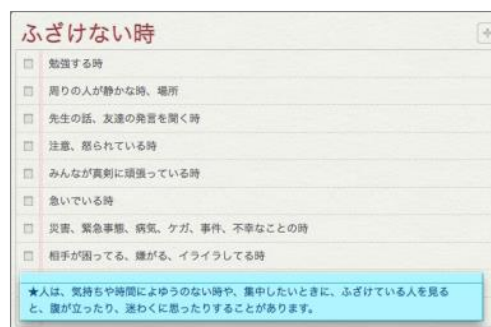 ふざけない時
勉強する時
周りの人が静かな時、場所
先生の話、友達の発言を聞く時
注意、怒られている時
みんなが真剣に頑張っている時
急いでいる時
災害、緊急事態、病気、ケガ、事件、不幸なことの時
相手が困ってる、嫌がる、イライラしてる時
★人は、気持ちや時間によゆうのない時や、集中したいときに、ふざけている人を見る
と、腹が立ったり、迷わくに思ったりすることがあります。